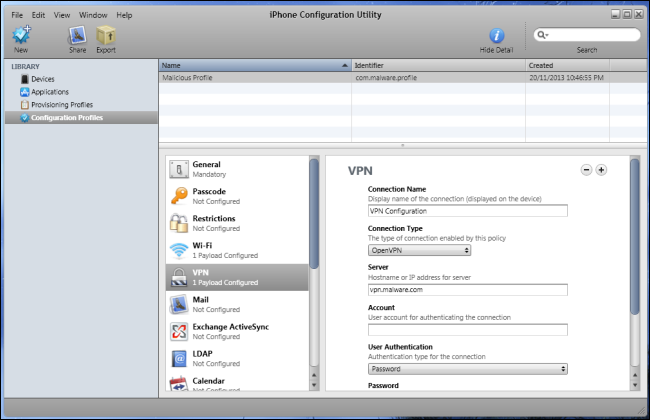 iPhone Configuration Utility
File Edit View Window Help
New
Share
Export
Hide Detail
Search
LIBRARY
Devices
Applications
Provisioning Profiles
Configuration Profiles
Name Identifier Created
Malicious Profile com.malware.profile 20/11/2013 10:46:55 PM
General
Mandatory
Passcode
Not Configured
Restrictions
Not Configured
Wi-Fi
1 Payload Configured
VPN
1 Payload Configured
Mail
Not Configured
Exchange ActiveSync
Not Configured
LDAP
Not Configured
Calendar
Not Configured
VPN
Connection Name
Display name of the connection (displayed on the device)
VPN Configuration
Connection Type
The type of connection enabled by this policy
OpenVPN
Server
Hostname or IP address for server
vpn.malware.com
Account
User account for authenticating the connection
User Authentication
Authentication type for the connection
Password
Password